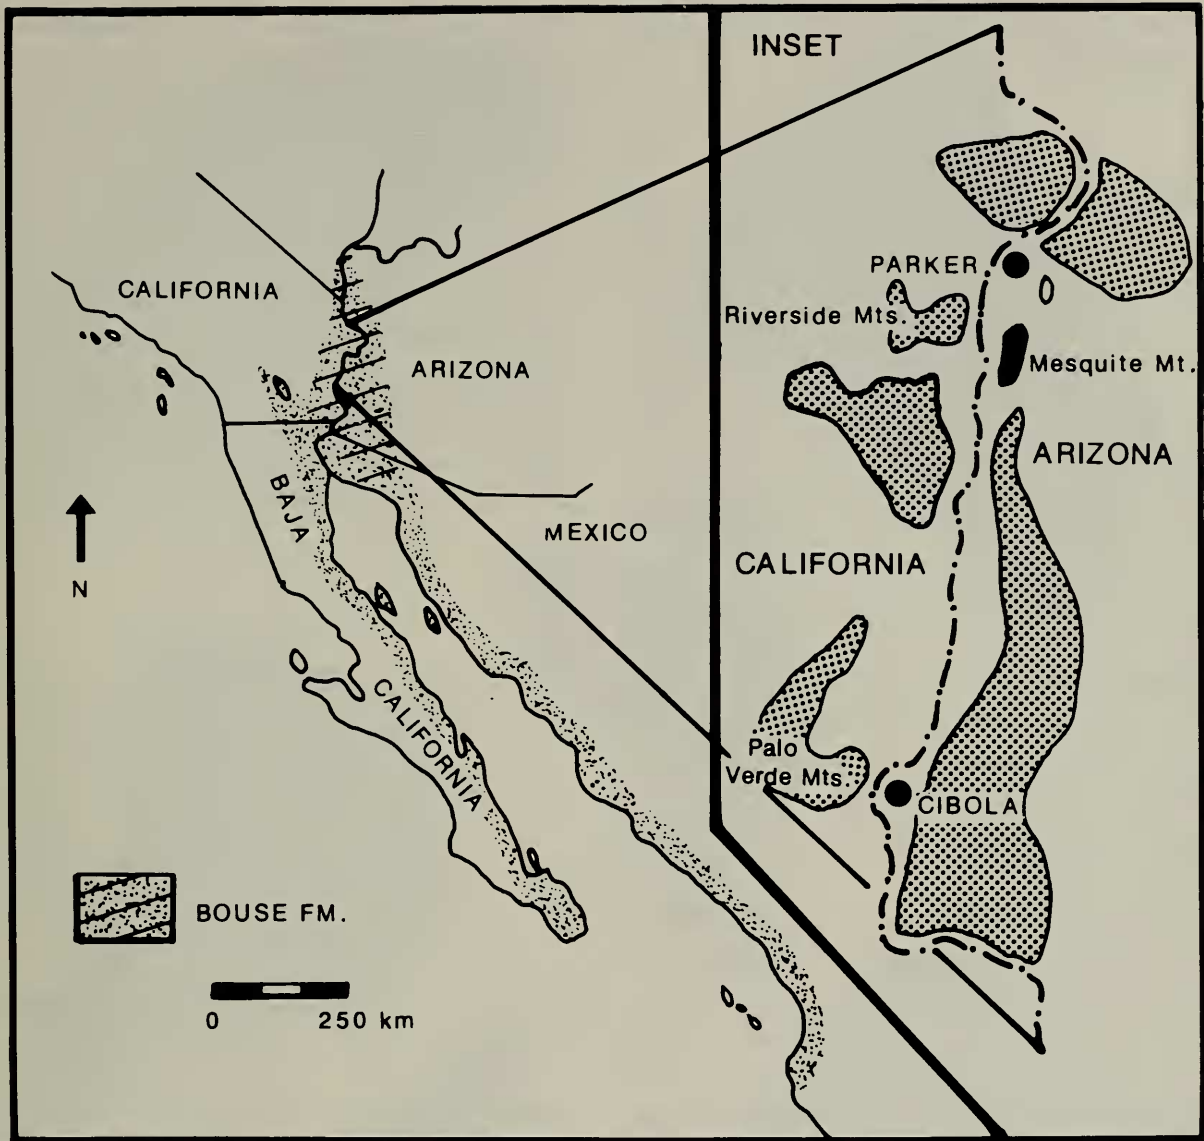 INSET
CALIFORNIA
ARIZONA
BAJA
CALIFORNIA
MEXICO
N
BOUSE FM.
0 250 km
PARKER
Riverside Mts.
Mesquite Mt.
ARIZONA
CALIFORNIA
Palo
Verde Mts.
CIBOLA